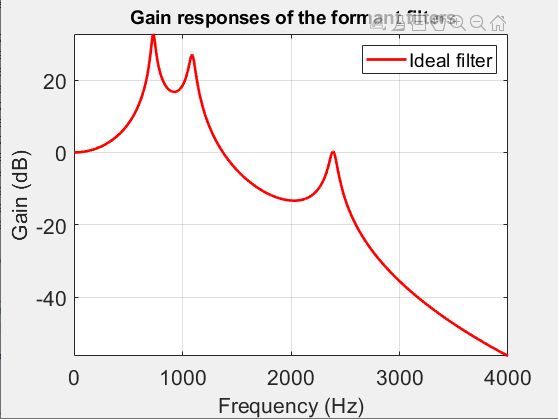 Gain responses of the formant filters
Ideal filter
20
0
-20
-40
Gain (dB)
0 1000 2000 3000 4000
Frequency (Hz)